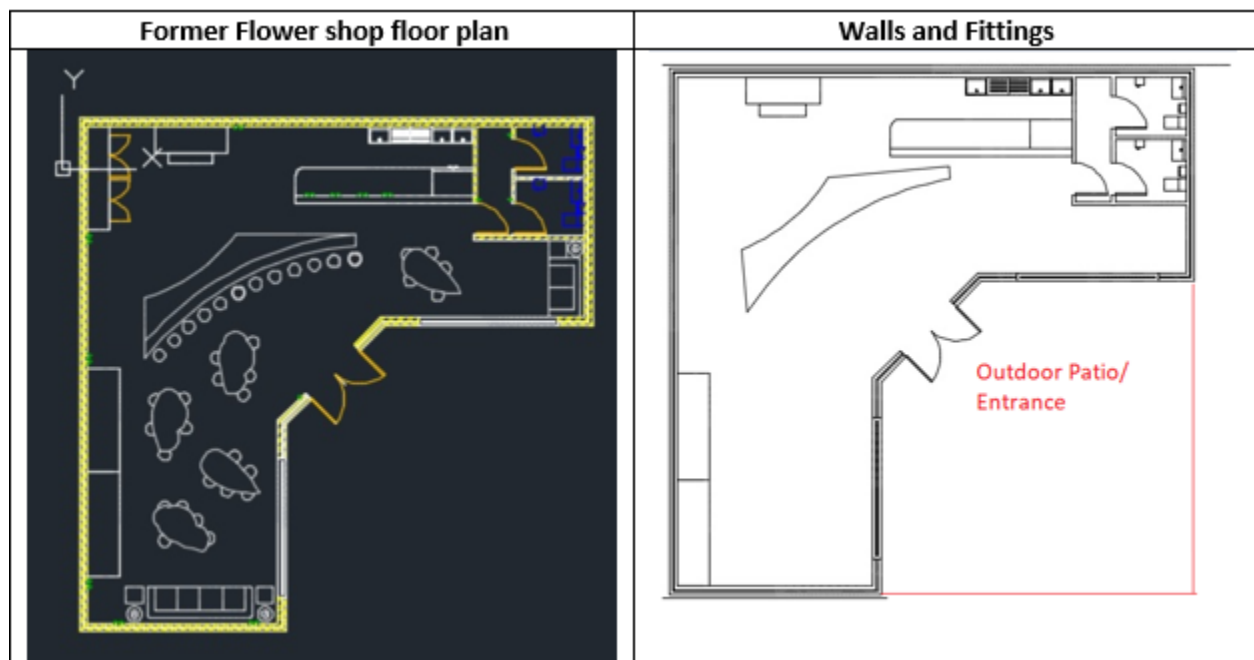 Former Flower shop floor plan
Walls and Fittings
Y
X
Outdoor Patio/
Entrance